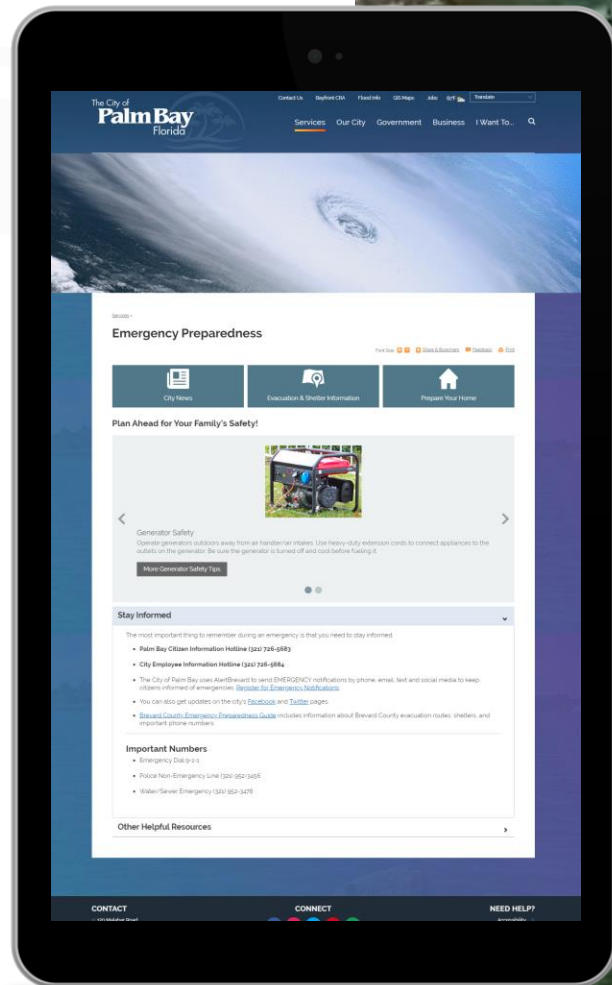 The City of
Palm Bay
Florida
Contact Us Bayfront CRA Flood Info GIS Maps Jobs Translate
Services Our City Government Business I Want To...
Services
Emergency Preparedness
Font Size: Share & Bookmark Feedback Print
City News
Evacuation & Shelter Information
Prepare Your Home
Plan Ahead for Your Family's Safety!
Generator Safety
Operate generators outdoors away from air handler/air intakes. Use heavy-duty extension cords to connect appliances to the
outlets on the generator. Be sure the generator is turned off and cool before fueling it.
More Generator Safety Tips
Stay Informed
The most important thing to remember during an emergency is that you need to stay informed.
• Palm Bay Citizen Information Hotline (321) 726-5683
• City Employee Information Hotline (321) 726-5684
• The City of Palm Bay uses AlertBrevard to send EMERGENCY notifications by phone, email, text and social media to keep
citizens informed of emergencies. Register for Emergency Notifications
• You can also get updates on the city's Facebook and Twitter pages.
• Brevard County Emergency Preparedness Guide includes information about Brevard County evacuation routes, shelters, and
important phone numbers
Important Numbers
• Emergency Dial 9-1-1
• Police Non-Emergency Line (321) 952-3456
• Water/Sewer Emergency (321) 952-3478
Other Helpful Resources
CONTACT
CONNECT
NEED HELP?
120 Malabar Road
Accessibility